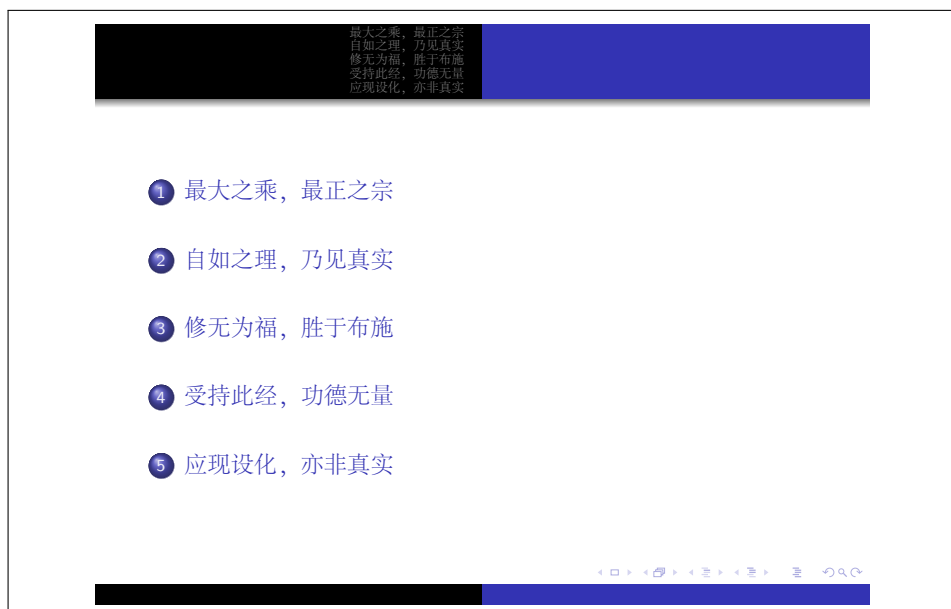 最大之乘，最正之宗
自如之理，乃见真实
修无为福，胜于布施
受持此经，功德无量
应现设化，亦非真实
1 最大之乘，最正之宗
2 自如之理，乃见真实
3 修无为福，胜于布施
4 受持此经，功德无量
5 应现设化，亦非真实